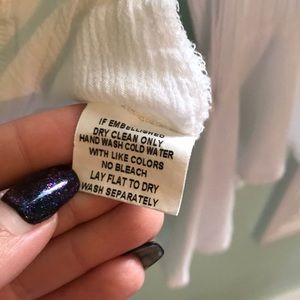 IF EMBELLISHED
DRY CLEAN ONLY
HAND WASH COLD WATER
WITH LIKE COLORS
NO BLEACH
LAY FLAT TO DRY
WASH SEPARATELY